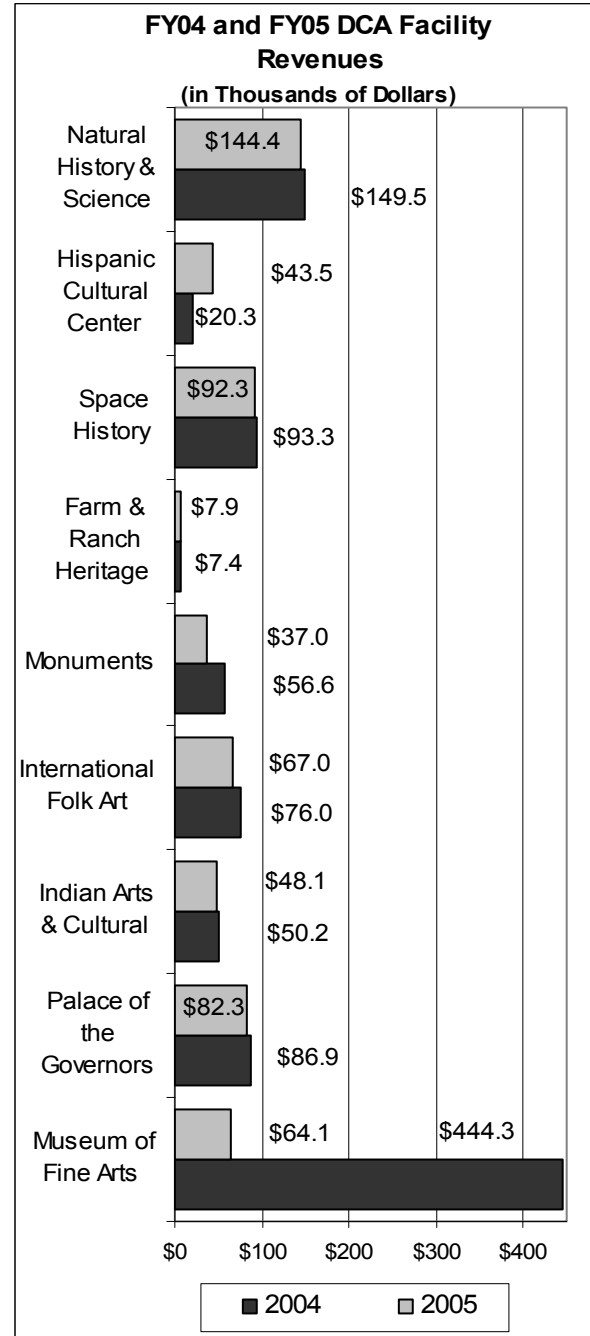 FY04 and FY05 DCA Facility
Revenues
(in Thousands of Dollars)
Natural
History &
Science
$144.4
$149.5
Hispanic
Cultural
Center
$43.5
$20.3
Space
History
$92.3
$93.3
Farm &
Ranch
Heritage
$7.9
$7.4
Monuments
$37.0
$56.6
International
Folk Art
$67.0
$76.0
Indian Arts
& Cultural
$48.1
$50.2
Palace of
the
Governors
$82.3
$86.9
Museum of
Fine Arts
$64.1
$444.3
$0 $100 $200 $300 $400
2004 2005